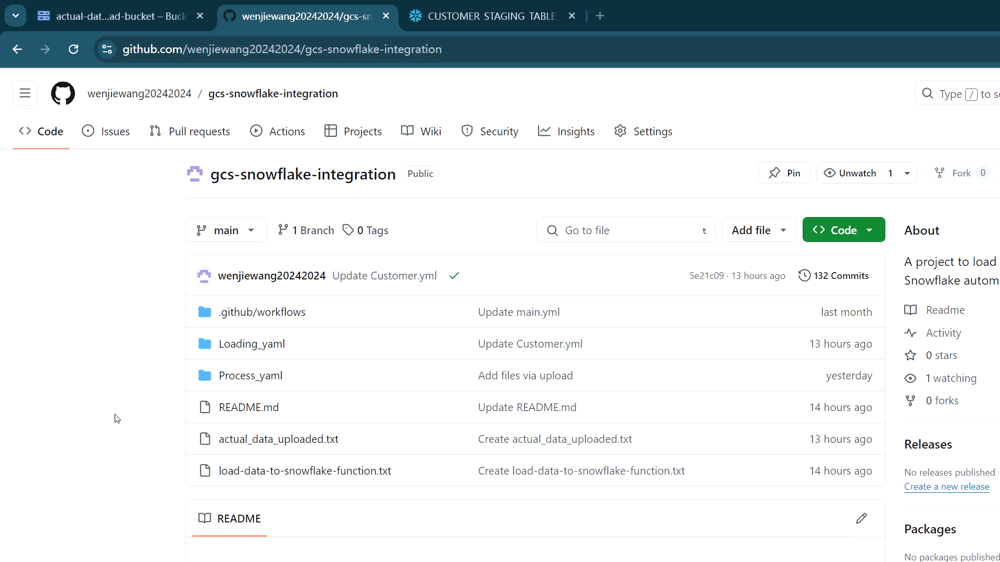 actual-dat...ad-bucket – Buck
wenjiewang20242024/gcs-sn
CUSTOMER STAGING TABLE
github.com/wenjiewang20242024/gcs-snowflake-integration
wenjiewang20242024 / gcs-snowflake-integration
Type / to se
Code
Issues
Pull requests
Actions
Projects
Wiki
Security
Insights
Settings
gcs-snowflake-integration Public
Pin
Unwatch 1
Fork 0
main
1 Branch
0 Tags
Go to file t
Add file
Code
About
A project to load
Snowflake autom
wenjiewang20242024 Update Customer.yml 5e21c09 · 13 hours ago 132 Commits
.github/workflows Update main.yml last month
Loading_yaml Update Customer.yml 13 hours ago
Process_yaml Add files via upload yesterday
README.md Update README.md 14 hours ago
actual_data_uploaded.txt Create actual_data_uploaded.txt 13 hours ago
load-data-to-snowflake-function.txt Create load-data-to-snowflake-function.txt 14 hours ago
Readme
Activity
0 stars
1 watching
0 forks
Releases
No releases published
Create a new release
README
Packages
No packages published